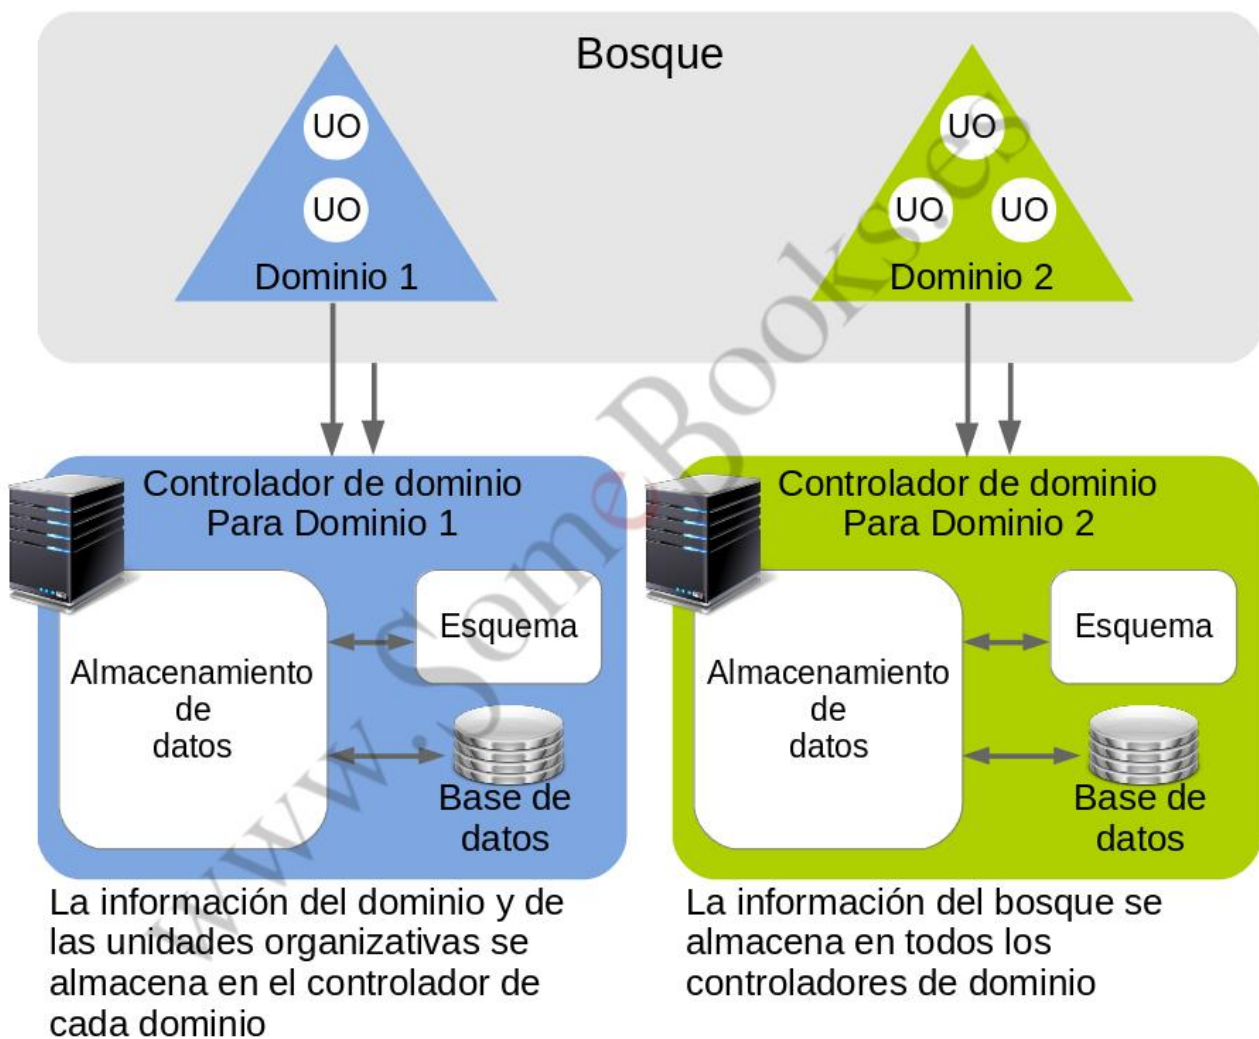 Bosque
UO
UO
Dominio 1
UO
UO
UO
Dominio 2
Controlador de dominio
Para Dominio 1
Esquema
Almacenamiento
de
datos
Base de
datos
Controlador de dominio
Para Dominio 2
Esquema
Almacenamiento
de
datos
Base de
datos
La información del dominio y de
las unidades organizativas se
almacena en el controlador de
cada dominio
La información del bosque se
almacena en todos los
controladores de dominio
www.SomeBooks.es